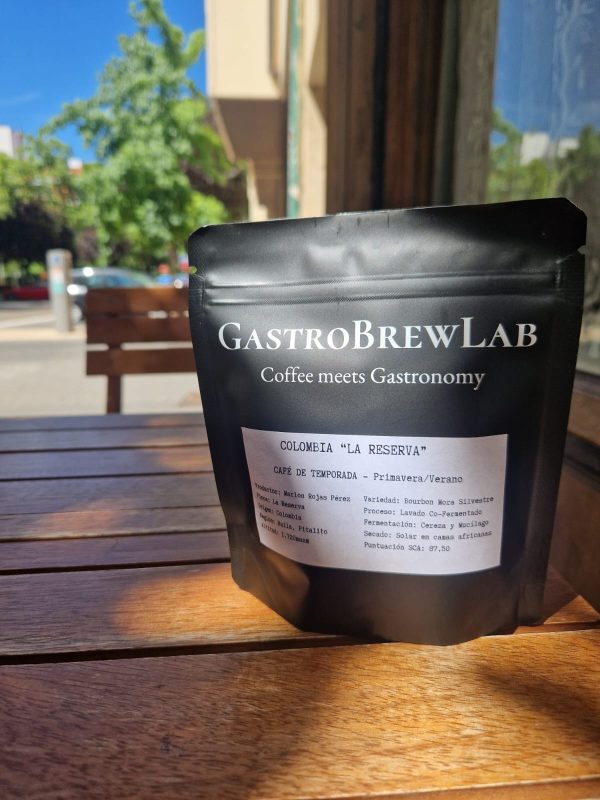 GASTROBREWLAB
Coffee meets Gastronomy
COLOMBIA "LA RESERVA"
CAFÉ DE TEMPORADA - Primavera/Verano
Productor: Marlon Rojas Pérez
Finca: La Reserva
Origen: Colombia
Región: Huila, Pitalito
Altitud: 1.720msnm
Variedad: Bourbon Mora Silvestre
Proceso: Lavado Co-Fermentado
Fermentación: Cereza y Mucílago
Secado: Solar en camas africanas
Puntuación SCA: 87.50